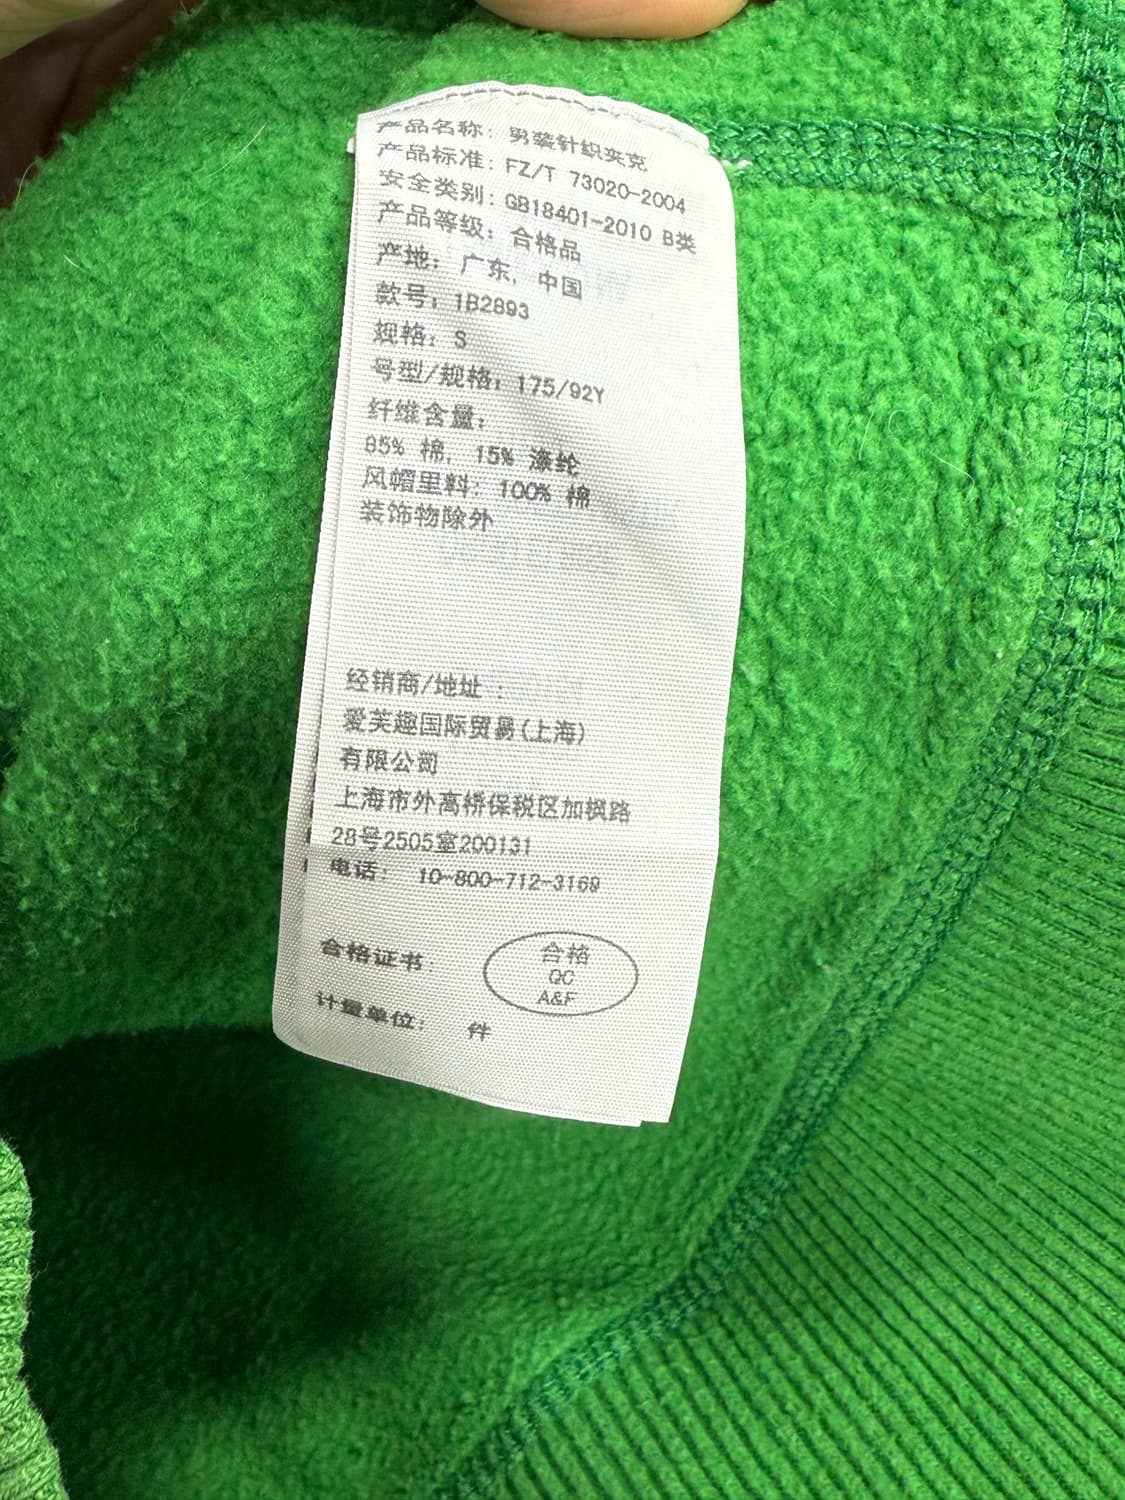 产品名称：男装针织夹克
产品标准：FZ/T 73020-2004
安全类别：GB18401-2010 B类
产品等级：合格品
产地：广东，中国
款号：1B2893
规格：S
号型/规格：175/92Y
纤维含量：
85% 棉，15% 涤纶
风帽里料：100% 棉
装饰物除外
经销商/地址：
爱芙趣国际贸易(上海)
有限公司
上海市外高桥保税区加枫路
28号2505室200131
电话： 10-800-712-3169
合格证书：
合格
QC
A&F
计量单位： 件